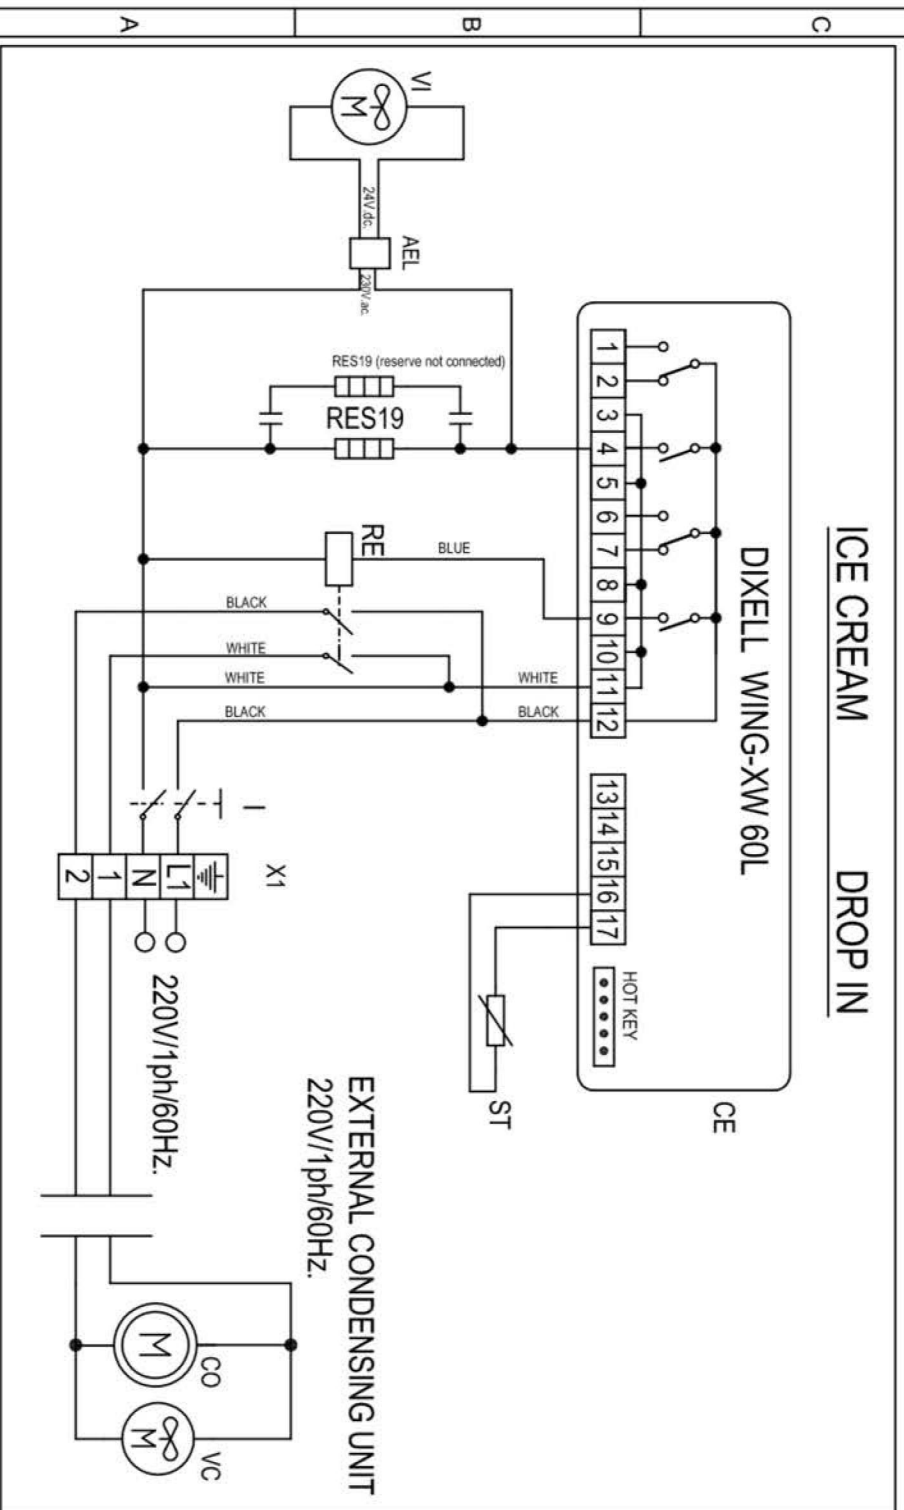 A
B
C
ICE CREAM DROP IN
DIXELL WING-XW 60L
CE
1 2 3 4 5 6 7 8 9 10 11 12
13 14 15 16 17
HOT KEY
ST
VI
M
24V.dc.
AEL
230V.ac.
RES19 (reserve not connected)
RES19
RE
BLUE
BLACK
WHITE
WHITE
WHITE
BLACK
BLACK
I
X1
L1
N
1
2
220V/1ph/60Hz.
EXTERNAL CONDENSING UNIT
220V/1ph/60Hz.
M
CO
M
VC